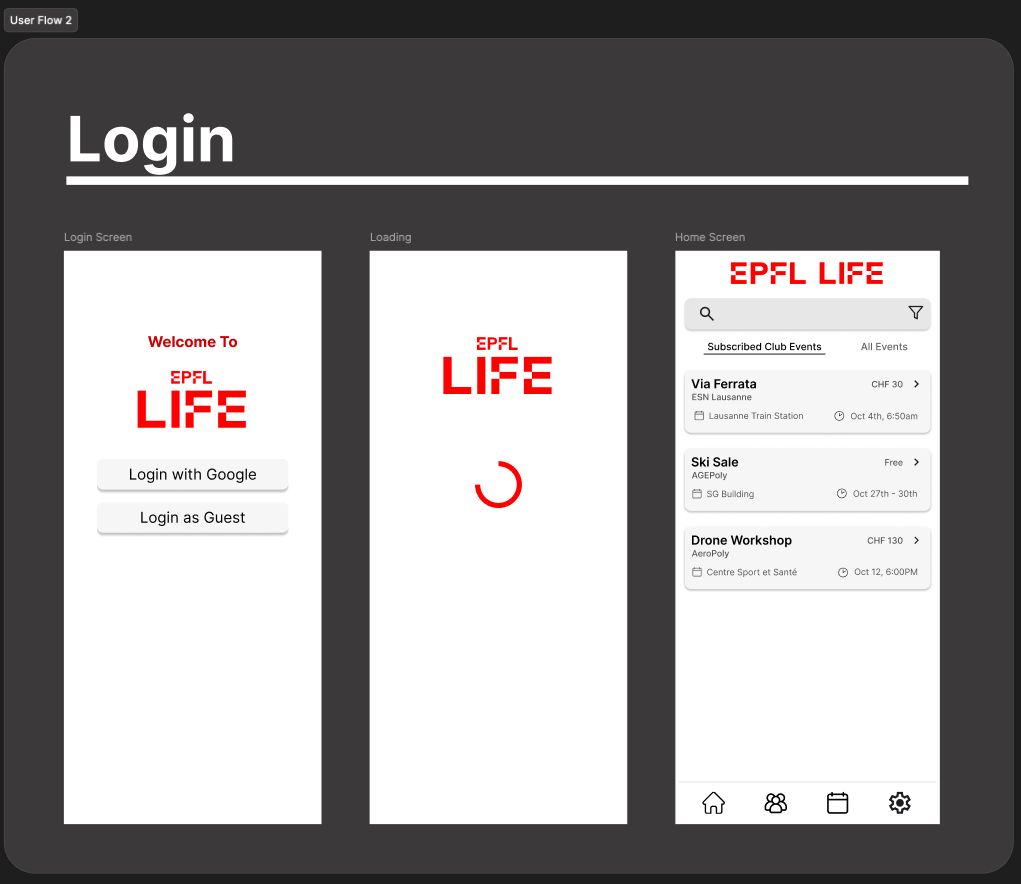 User Flow 2
Login
Login Screen
Welcome To
EPFL
LIFE
Login with Google
Login as Guest
Loading
EPFL
LIFE
Home Screen
EPFL LIFE
Subscribed Club Events All Events
Via Ferrata CHF 30
ESN Lausanne
Lausanne Train Station Oct 4th, 6:50am
Ski Sale Free
AGEPoly
SG Building Oct 27th - 30th
Drone Workshop CHF 130
AeroPoly
Centre Sport et Santé Oct 12, 6:00PM